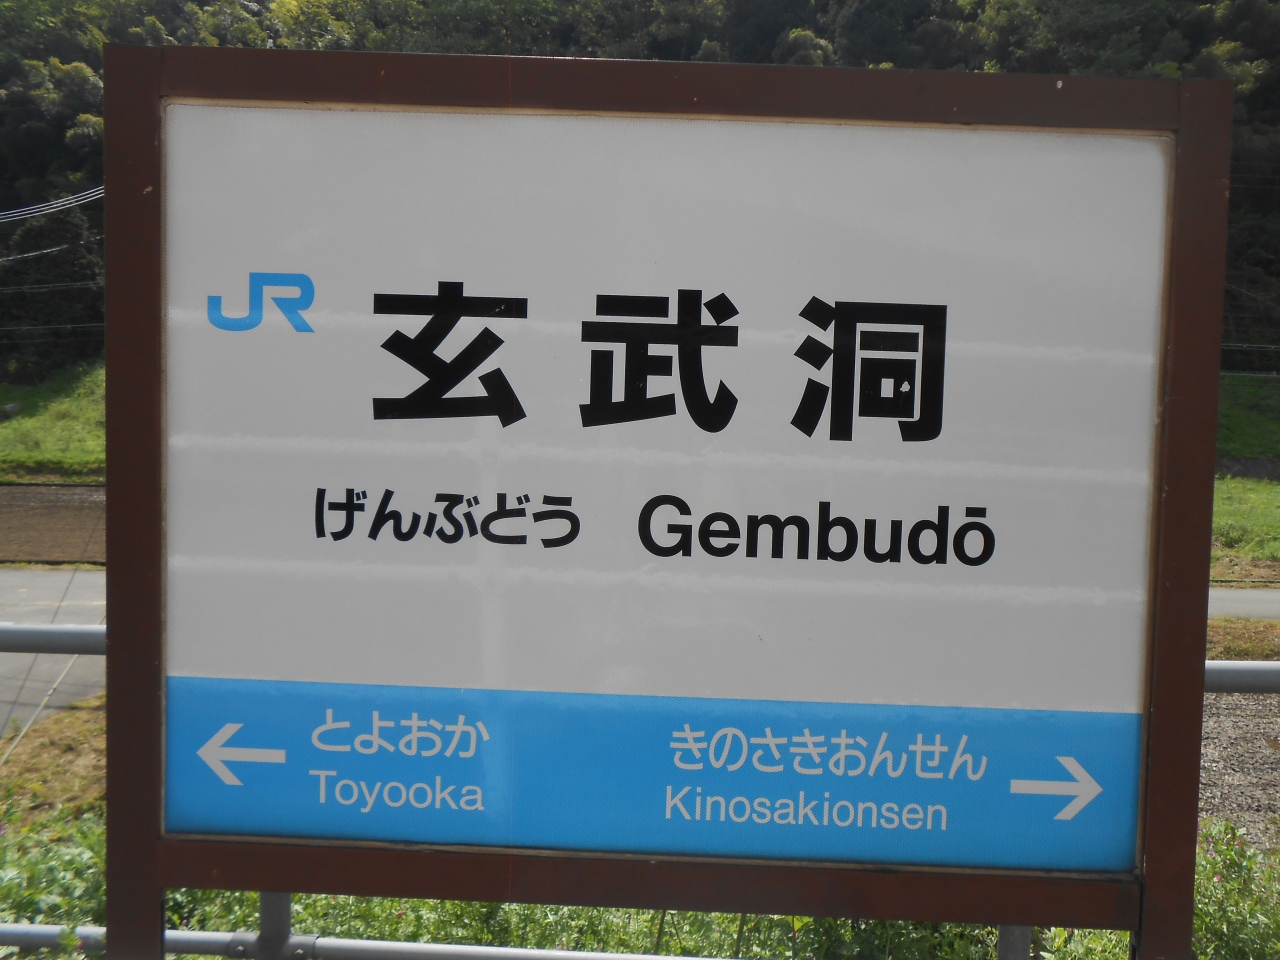 JR 玄武洞
げんぶどう Gembudō
← とよおか きのさきおんせん →
Toyooka Kinosakionsen